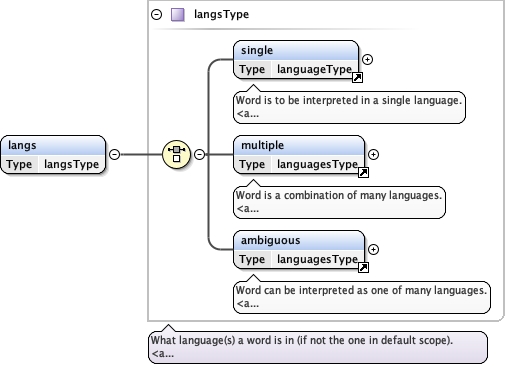 langsType
single
Type languageType
Word is to be interpreted in a single language.
<a...
langs
Type langsType
multiple
Type languagesType
Word is a combination of many languages.
<a...
ambiguous
Type languagesType
Word can be interpreted as one of many languages.
<a...
What language(s) a word is in (if not the one in default scope).
<a...